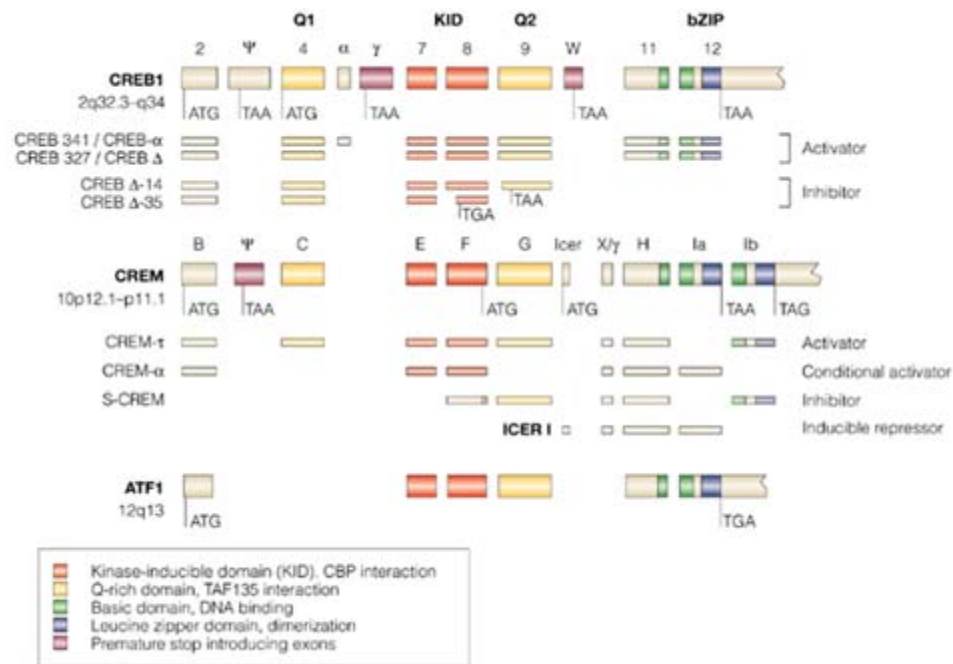 Q1 KID Q2 bZIP
2 Ψ 4 α γ 7 8 9 W 11 12
CREB1
2q32.3–q34
ATG TAA ATG TAA TAA TAA
CREB 341 / CREB-α
CREB 327 / CREB Δ
Activator
CREB Δ-14
CREB Δ-35
TAA
TGA
Inhibitor
B Ψ C E F G Icer X/γ H Ia Ib
CREM
10p12.1–p11.1
ATG TAA ATG ATG TAA TAG
CREM-τ Activator
CREM-α Conditional activator
S-CREM Inhibitor
ICER I Inducible repressor
ATF1
12q13
ATG TGA
Kinase-inducible domain (KID), CBP interaction
Q-rich domain, TAF135 interaction
Basic domain, DNA binding
Leucine zipper domain, dimerization
Premature stop introducing exons